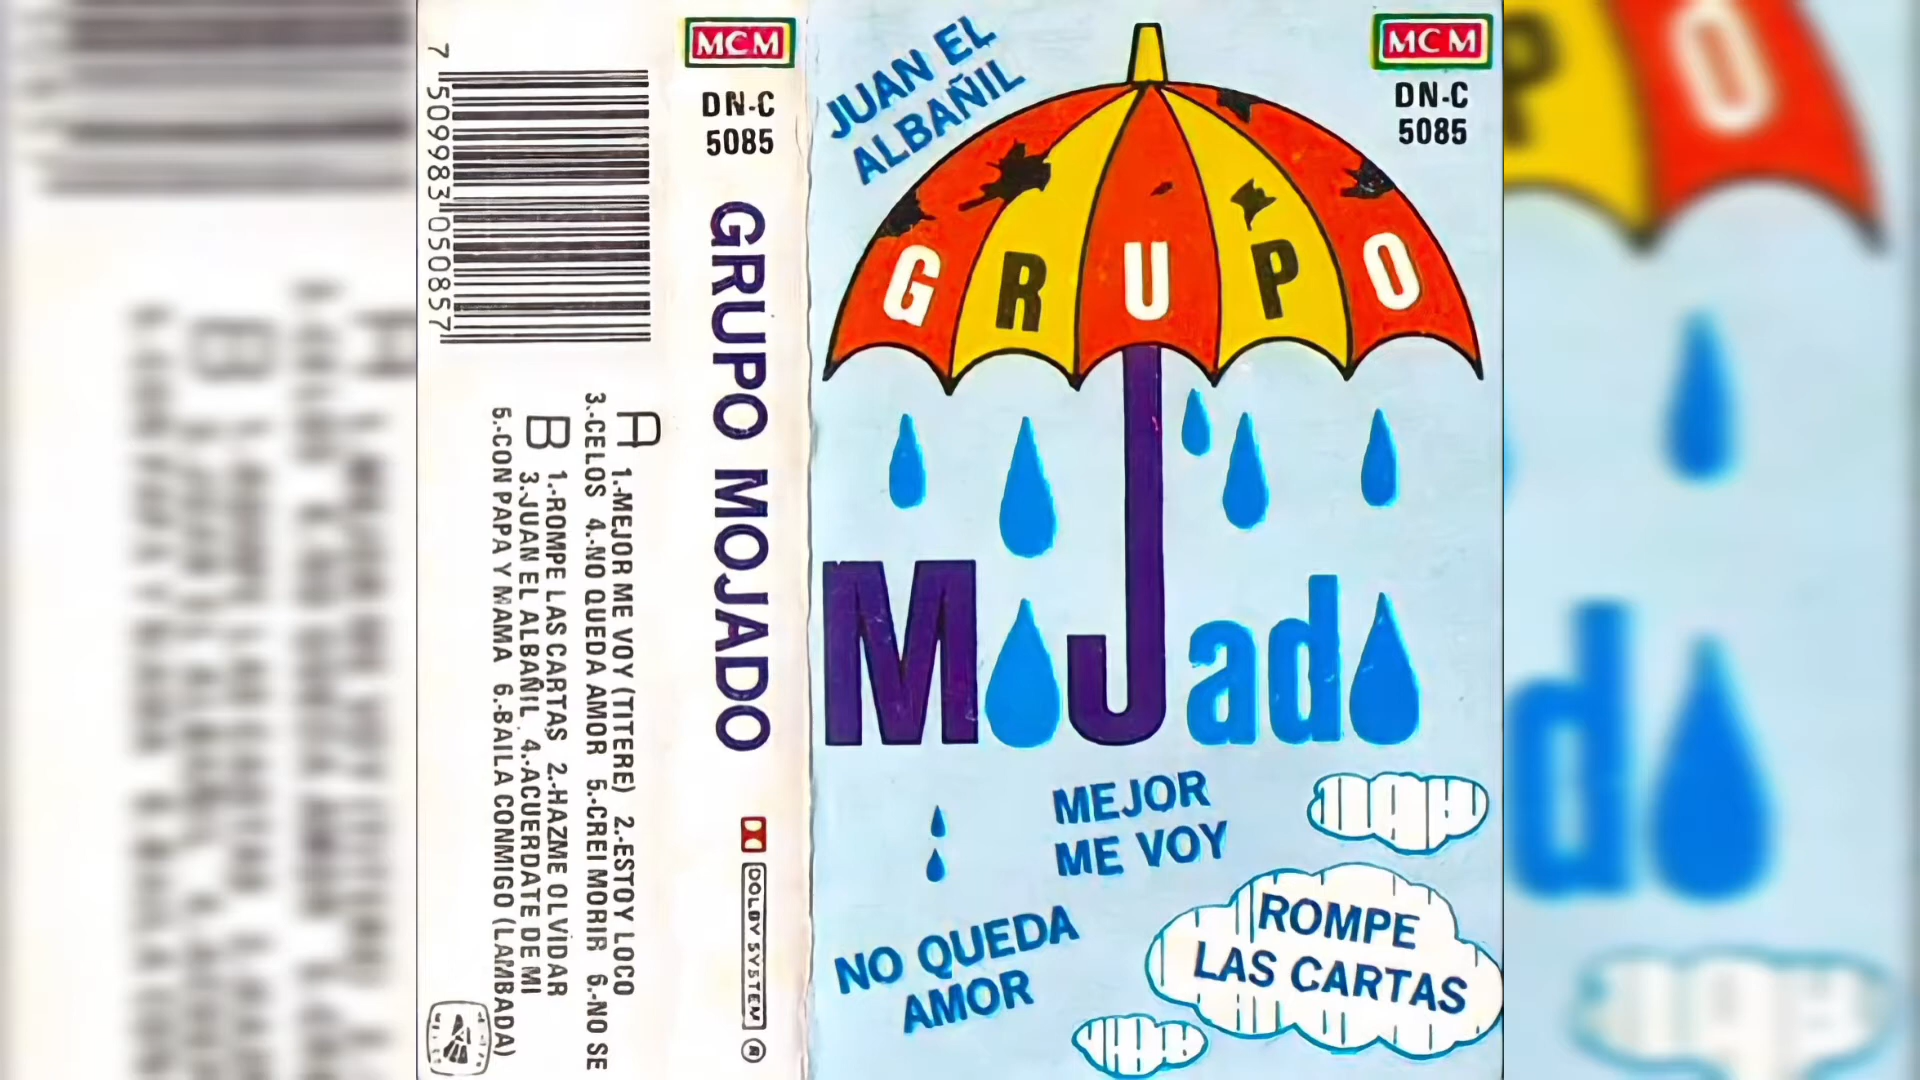 MCM
DN-C
5085
7 509983 050857
A 1.-MEJOR ME VOY (TITERE) 2.-ESTOY LOCO
3.-CELOS 4.-NO QUEDA AMOR 5.-CREI MORIR 6.-NO SE
B 1.-ROMPE LAS CARTAS 2.-HAZME OLVIDAR
3.-JUAN EL ALBAÑIL 4.-ACUERDATE DE MI
5.-CON PAPA Y MAMA 6.-BAILA CONMIGO (LAMBADA)
GRUPO MOJADO
DOLBY SYSTEM ®
JUAN EL
ALBAÑIL
MCM
DN-C
5085
GRUPO
MoJado
MEJOR
ME VOY
NO QUEDA
AMOR
ROMPE
LAS CARTAS